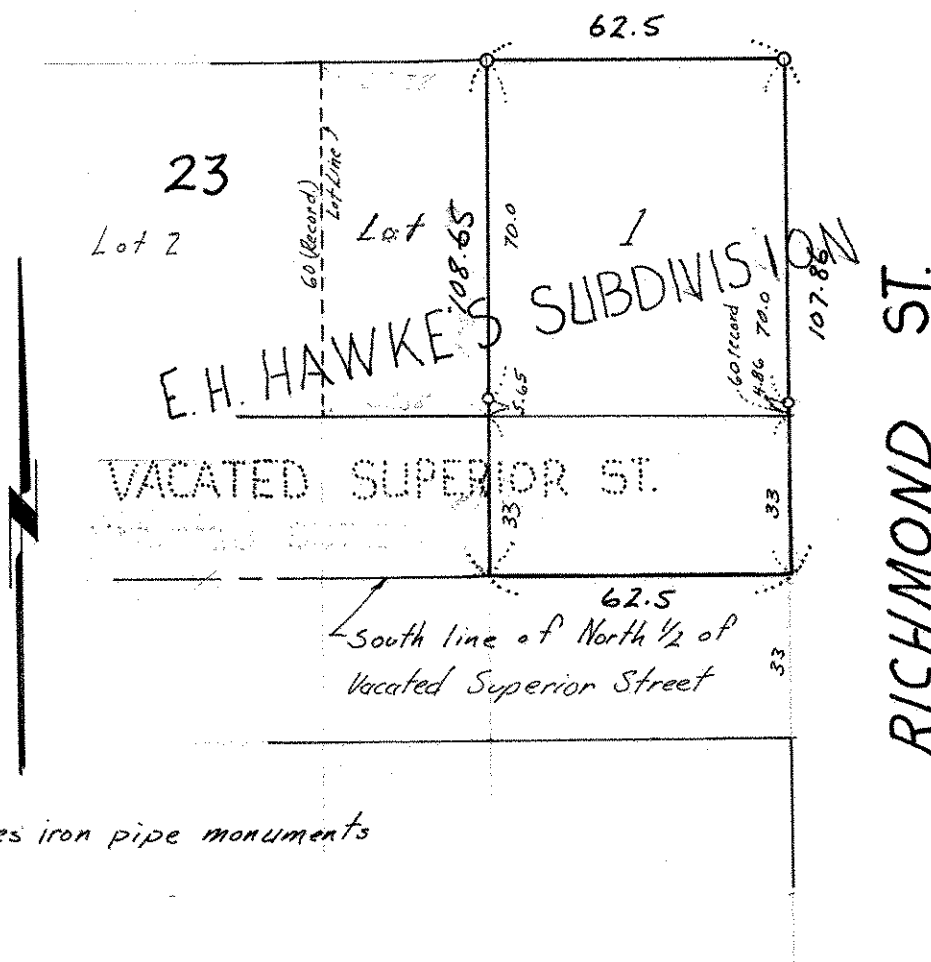 62.5
23
Lot 2
60 (Record)
Lot Line
Lot 1
108.65
70.0
60 record
4.86
70.0
107.86
E.H. HAWKE'S SUBDIVISION
5.65
VACATED SUPERIOR ST.
33
33
62.5
South line of North 1/2 of
Vacated Superior Street
33
RICHMOND ST.
es iron pipe monuments